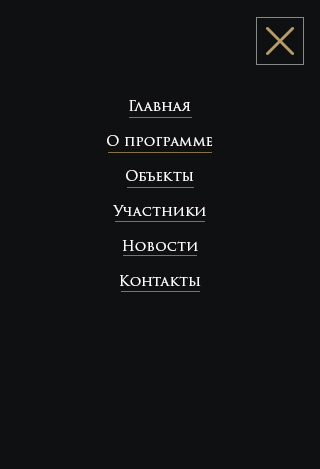 Главная
О программе
Объекты
Участники
Новости
Контакты